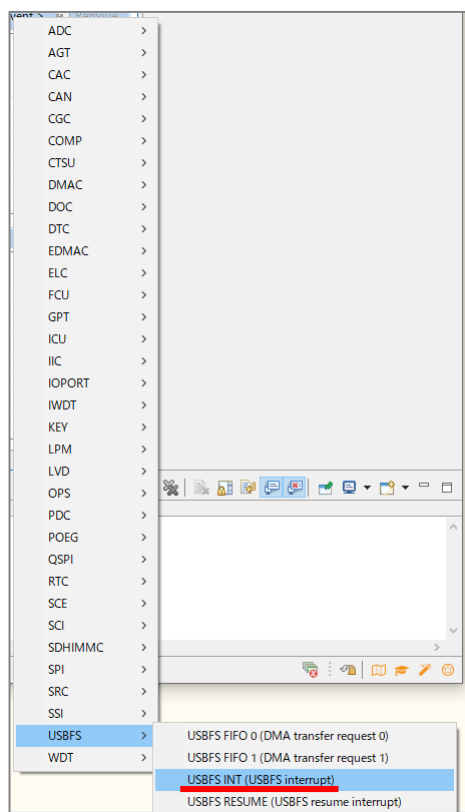 Remove
ADC
AGT
CAC
CAN
CGC
COMP
CTSU
DMAC
DOC
DTC
EDMAC
ELC
FCU
GPT
ICU
IIC
IOPORT
IWDT
KEY
LPM
LVD
OPS
PDC
POEG
QSPI
RTC
SCE
SCI
SDHIMMC
SPI
SRC
SSI
USBFS
WDT
USBFS FIFO 0 (DMA transfer request 0)
USBFS FIFO 1 (DMA transfer request 1)
USBFS INT (USBFS interrupt)
USBFS RESUME (USBFS resume interrupt)